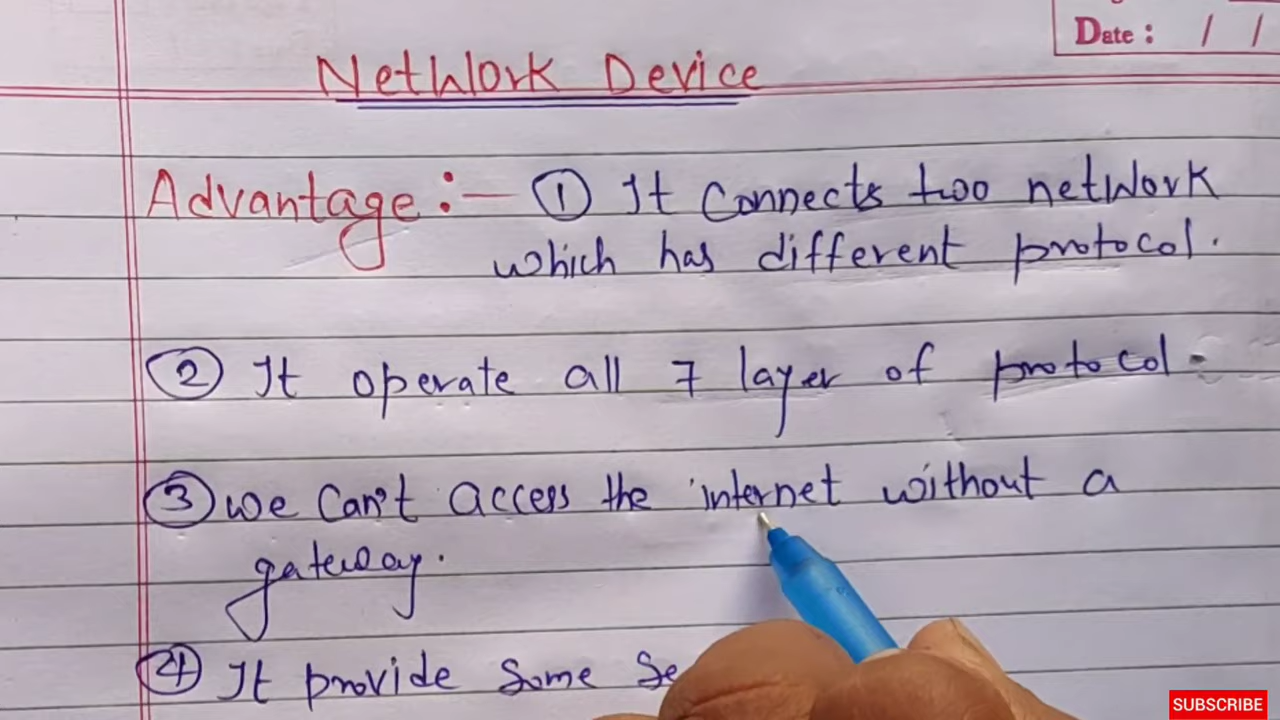 Date : / /
Network Device
Advantage :- ① It connects two network
which has different protocol.
② It operate all 7 layer of protocol.
③ we can't access the internet without a
gateway.
④ It provide some
SUBSCRIBE